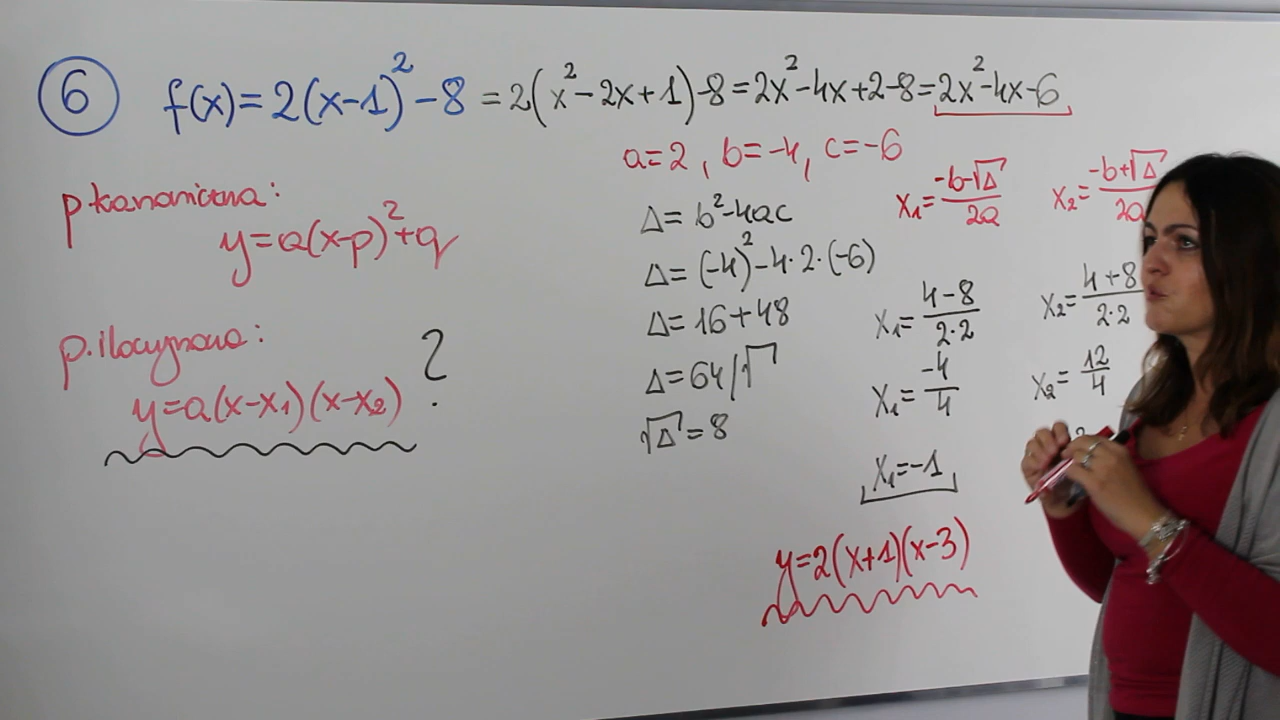 6 f(x)=2(x-1)²-8 =2(x²-2x+1)-8=2x²-4x+2-8=2x²-4x-6
a=2, b=-4, c=-6
p.kanoniczna:
y=a(x-p)²+q
p.iloczynowa:
y=a(x-x₁)(x-x₂) ?
Δ=b²-4ac
Δ=(-4)²-4·2·(-6)
Δ=16+48
Δ=64/√
√Δ=8
x₁=(-b-√Δ)/2a
x₁=(4-8)/(2·2)
x₁=-4/4
x₁=-1
x₂=(-b+√Δ)/2a
x₂=(4+8)/(2·2)
x₂=12/4
y=2(x+1)(x-3)